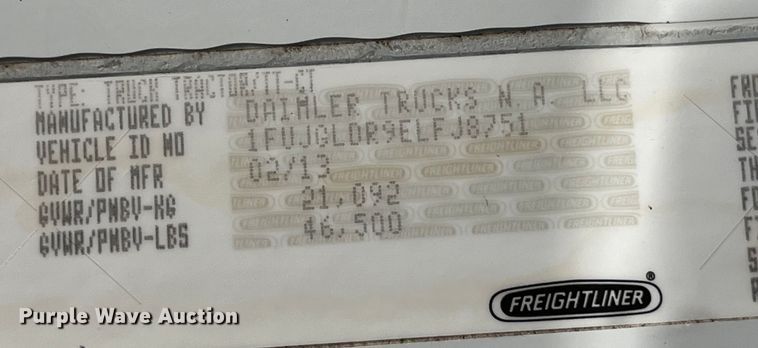 TYPE: TRUCK TRACTOR/TT-CT
MANUFACTURED BY DAIMLER TRUCKS N.A. LLC
VEHICLE ID NO 1FUJGLDR9ELFJ8751
DATE OF MFR 02/13
GVWR/PNBV-KG 21,092
GVWR/PNBV-LBS 46,500
FREIGHTLINER®
Purple Wave Auction